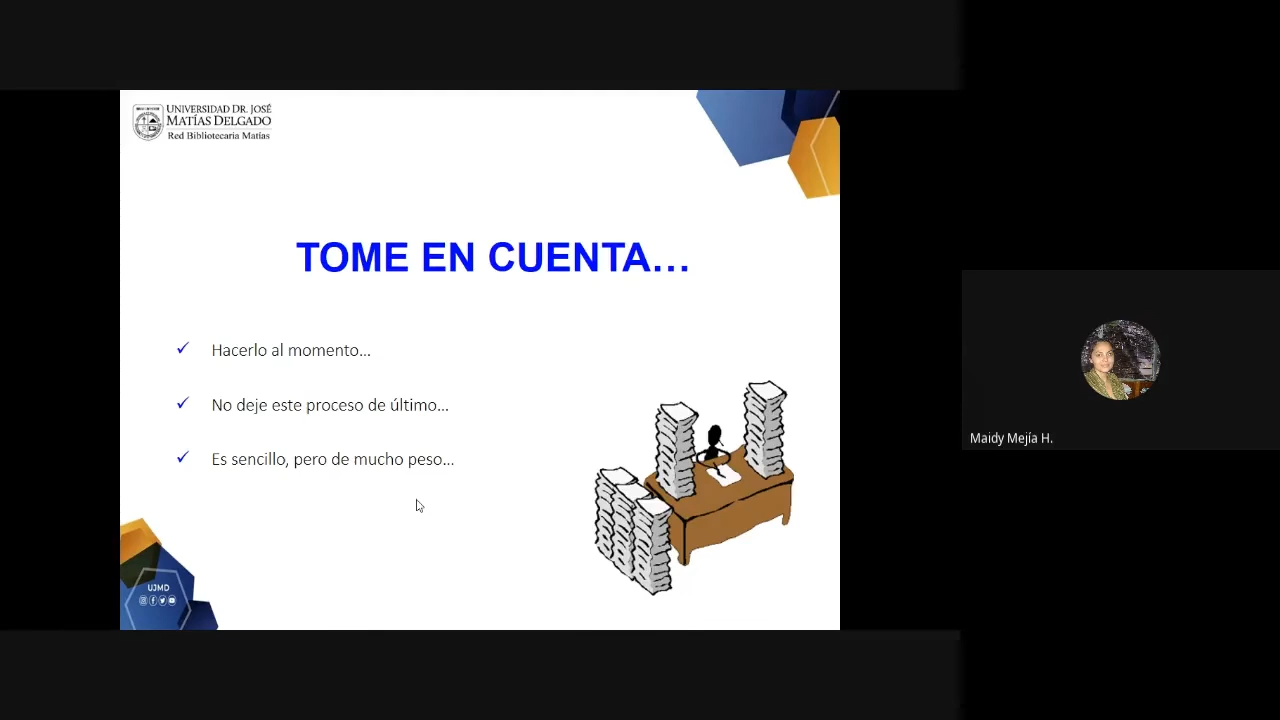 UNIVERSIDAD DR. JOSÉ
MATÍAS DELGADO
Red Bibliotecaria Matías
TOME EN CUENTA...
✓ Hacerlo al momento...
✓ No deje este proceso de último...
✓ Es sencillo, pero de mucho peso...
UJMD
Maidy Mejía H.